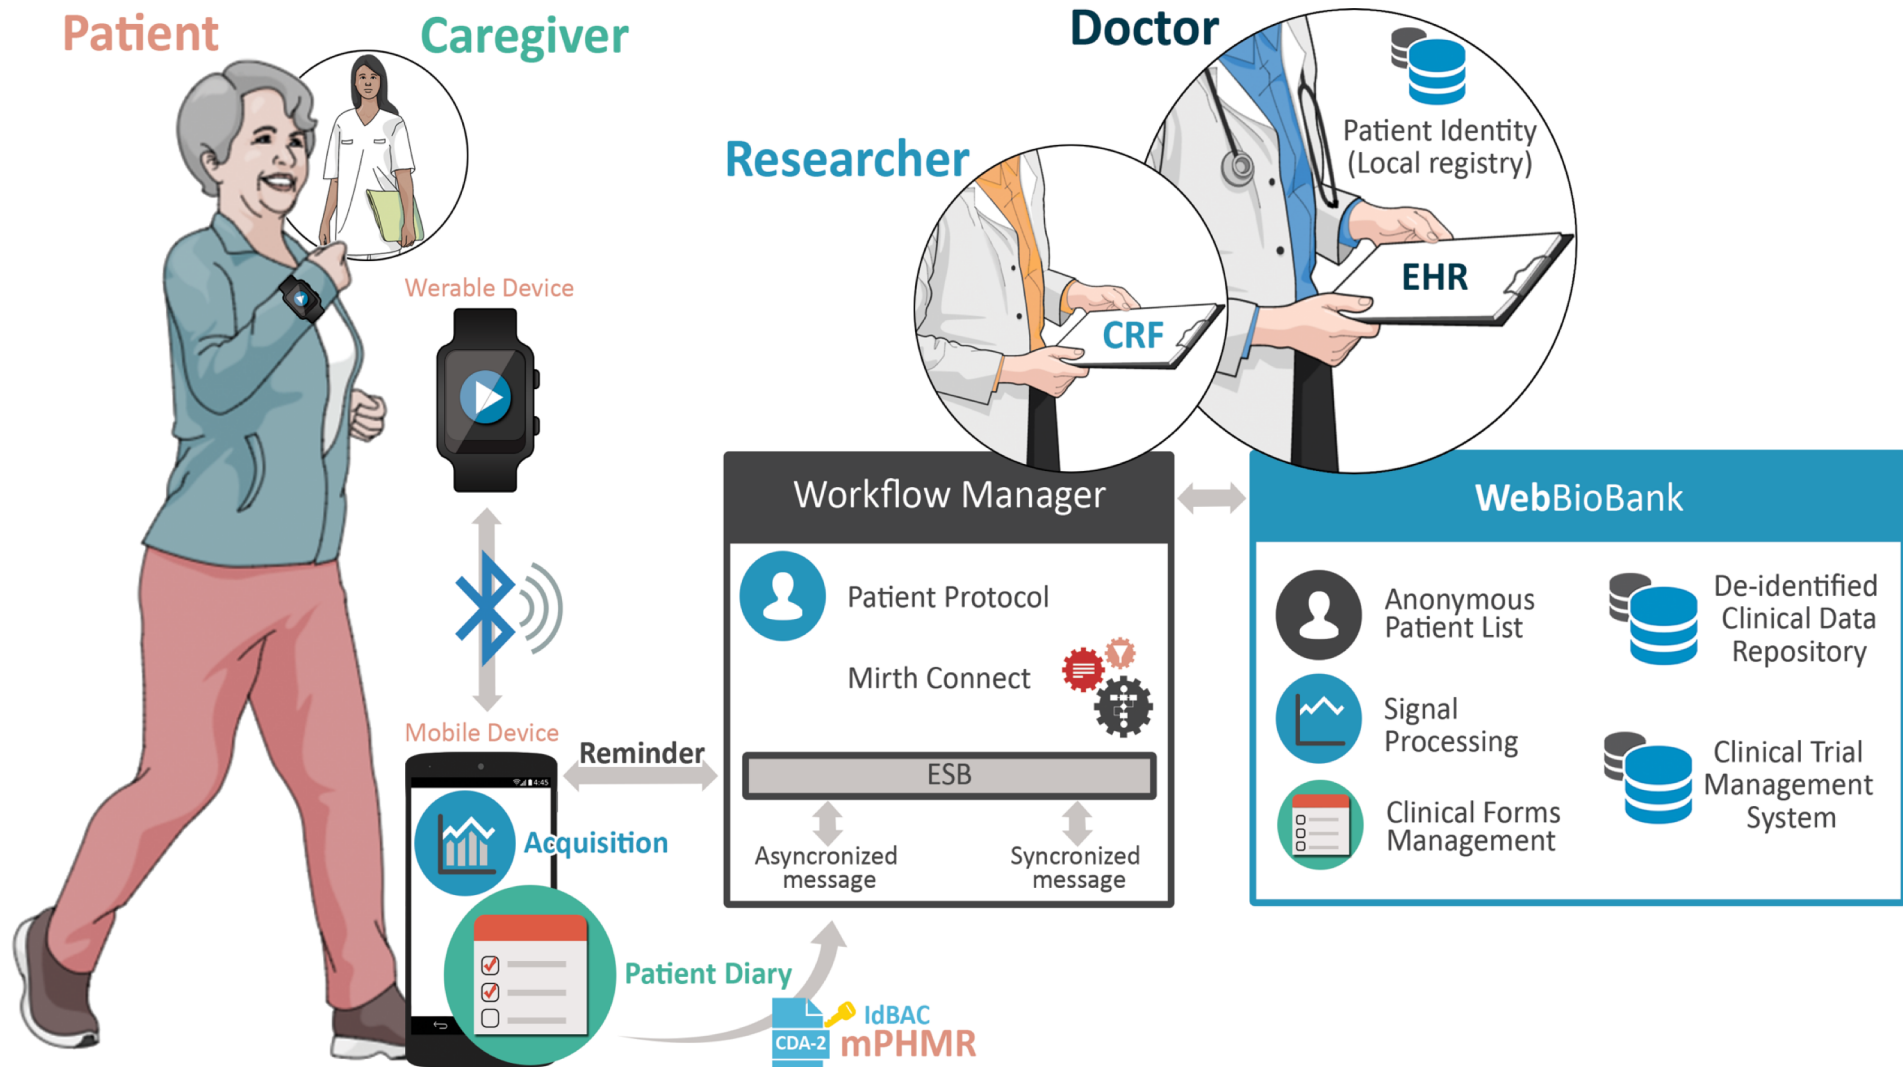 Patient
Caregiver
Doctor
Patient Identity
(Local registry)
Researcher
EHR
CRF
Werable Device
Workflow Manager
WebBioBank
Patient Protocol
Mirth Connect
Anonymous
Patient List
De-identified
Clinical Data
Repository
Signal
Processing
Clinical Trial
Management
System
Clinical Forms
Management
Mobile Device
Reminder
4:45
ESB
Acquisition
Asyncronized
message
Syncronized
message
Patient Diary
IdBAC
CDA-2
mPHMR